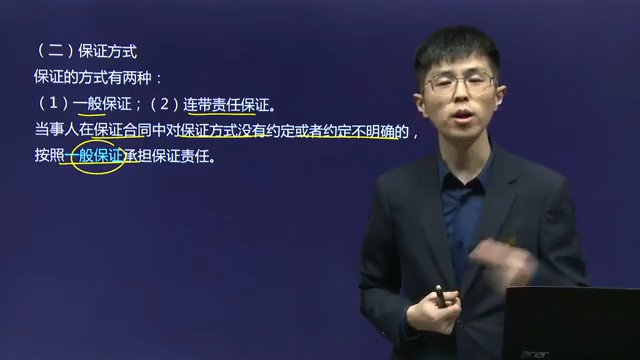 （二）保证方式
保证的方式有两种：
（1）一般保证；（2）连带责任保证。
当事人在保证合同中对保证方式没有约定或者约定不明确的，
按照一般保证承担保证责任。
acer